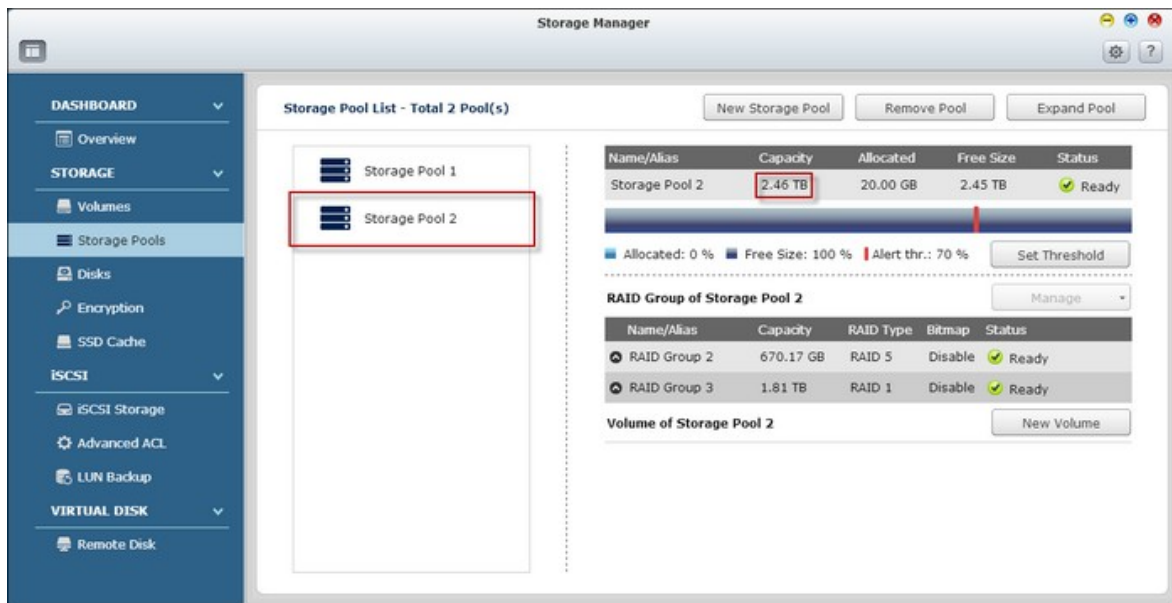 Storage Manager
?
DASHBOARD
Overview
STORAGE
Volumes
Storage Pools
Disks
Encryption
SSD Cache
iSCSI
iSCSI Storage
Advanced ACL
LUN Backup
VIRTUAL DISK
Remote Disk
Storage Pool List - Total 2 Pool(s)
New Storage Pool Remove Pool Expand Pool
Storage Pool 1
Storage Pool 2
Name/Alias Capacity Allocated Free Size Status
Storage Pool 2 2.46 TB 20.00 GB 2.45 TB Ready
Allocated: 0 % Free Size: 100 % Alert thr.: 70 % Set Threshold
RAID Group of Storage Pool 2 Manage
Name/Alias Capacity RAID Type Bitmap Status
RAID Group 2 670.17 GB RAID 5 Disable Ready
RAID Group 3 1.81 TB RAID 1 Disable Ready
Volume of Storage Pool 2 New Volume